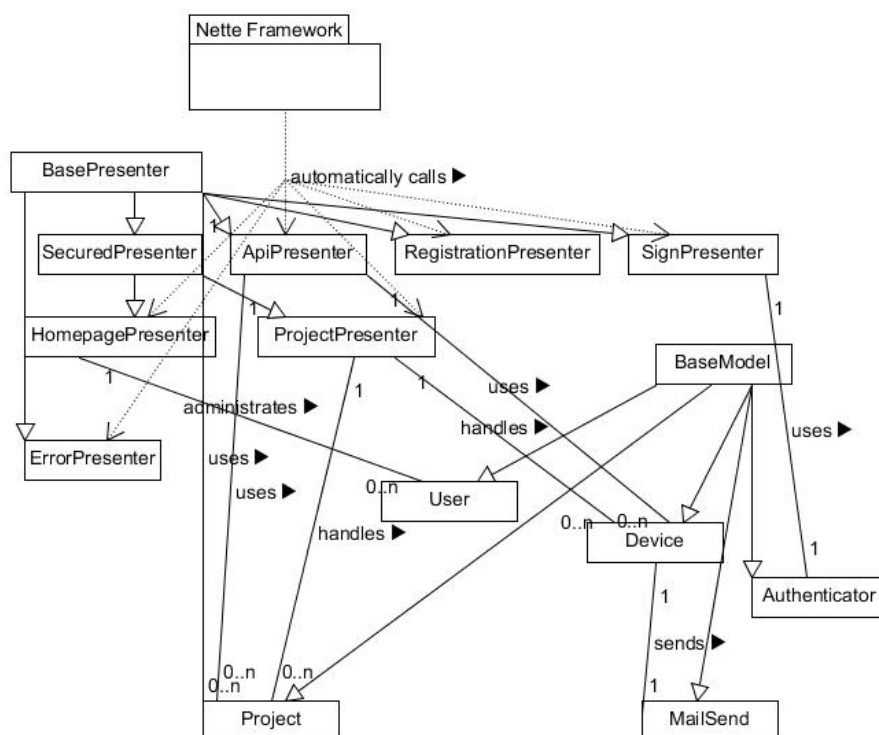 Nette Framework
BasePresenter
automatically calls ▶
1
SecuredPresenter
ApiPresenter
RegistrationPresenter
SignPresenter
1
1
1
HomepagePresenter
ProjectPresenter
BaseModel
1
1
1
uses ▶
administrates ▶
handles ▶
uses ▶
ErrorPresenter
uses ▶
0..n
User
uses ▶
handles ▶
0..n
0..n
Device
1
Authenticator
1
sends ▶
0..n
0..n
0..n
1
Project
MailSend